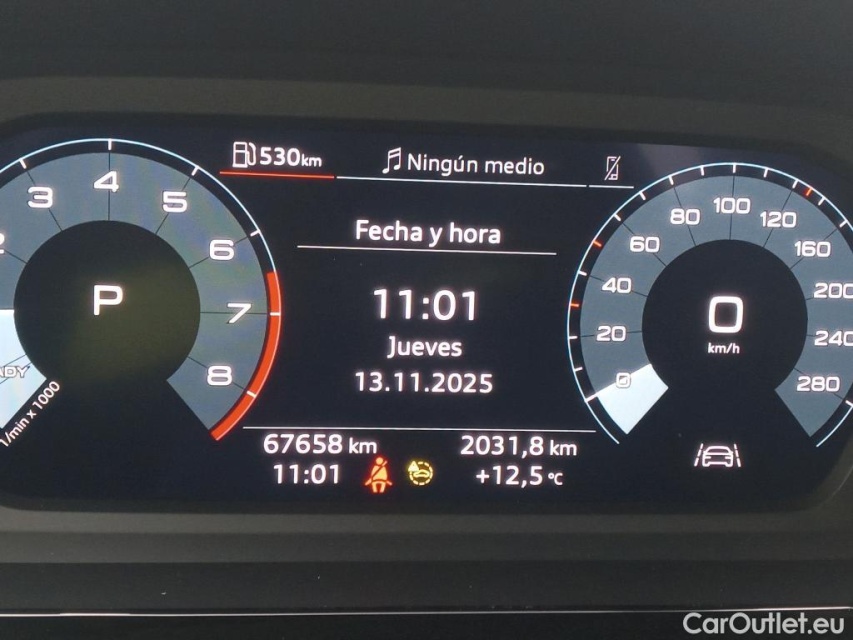 530 km
Ningún medio
Fecha y hora
11:01
Jueves
13.11.2025
67658 km
2031,8 km
11:01
+12,5 °C
3
4
5
6
7
8
P
1/min x 1000
0
20
40
60
80
100
120
160
200
240
280
0
km/h
CarOutlet.eu